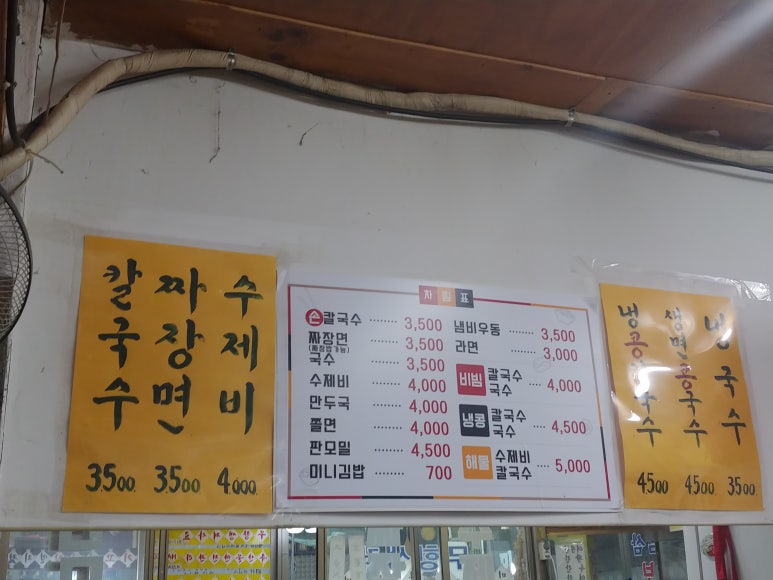 칼국수 3500.
짜장면 3500.
수제비 4000.
차림표
손칼국수 ...... 3,500
짜장면 ...... 3,500
(짜장밥가능)
국수 ...... 3,500
수제비 ...... 4,000
만두국 ...... 4,000
쫄면 ...... 4,000
판모밀 ...... 4,500
미니김밥 ...... 700
냄비우동 ...... 3,500
라면 ...... 3,000
비빔 칼국수
국수 .... 4,000
냉콩 칼국수
국수 .... 4,500
해물 수제비
칼국수 .... 5,000
냉콩 국수 4500
생면콩국수 4500
냉국수 3500